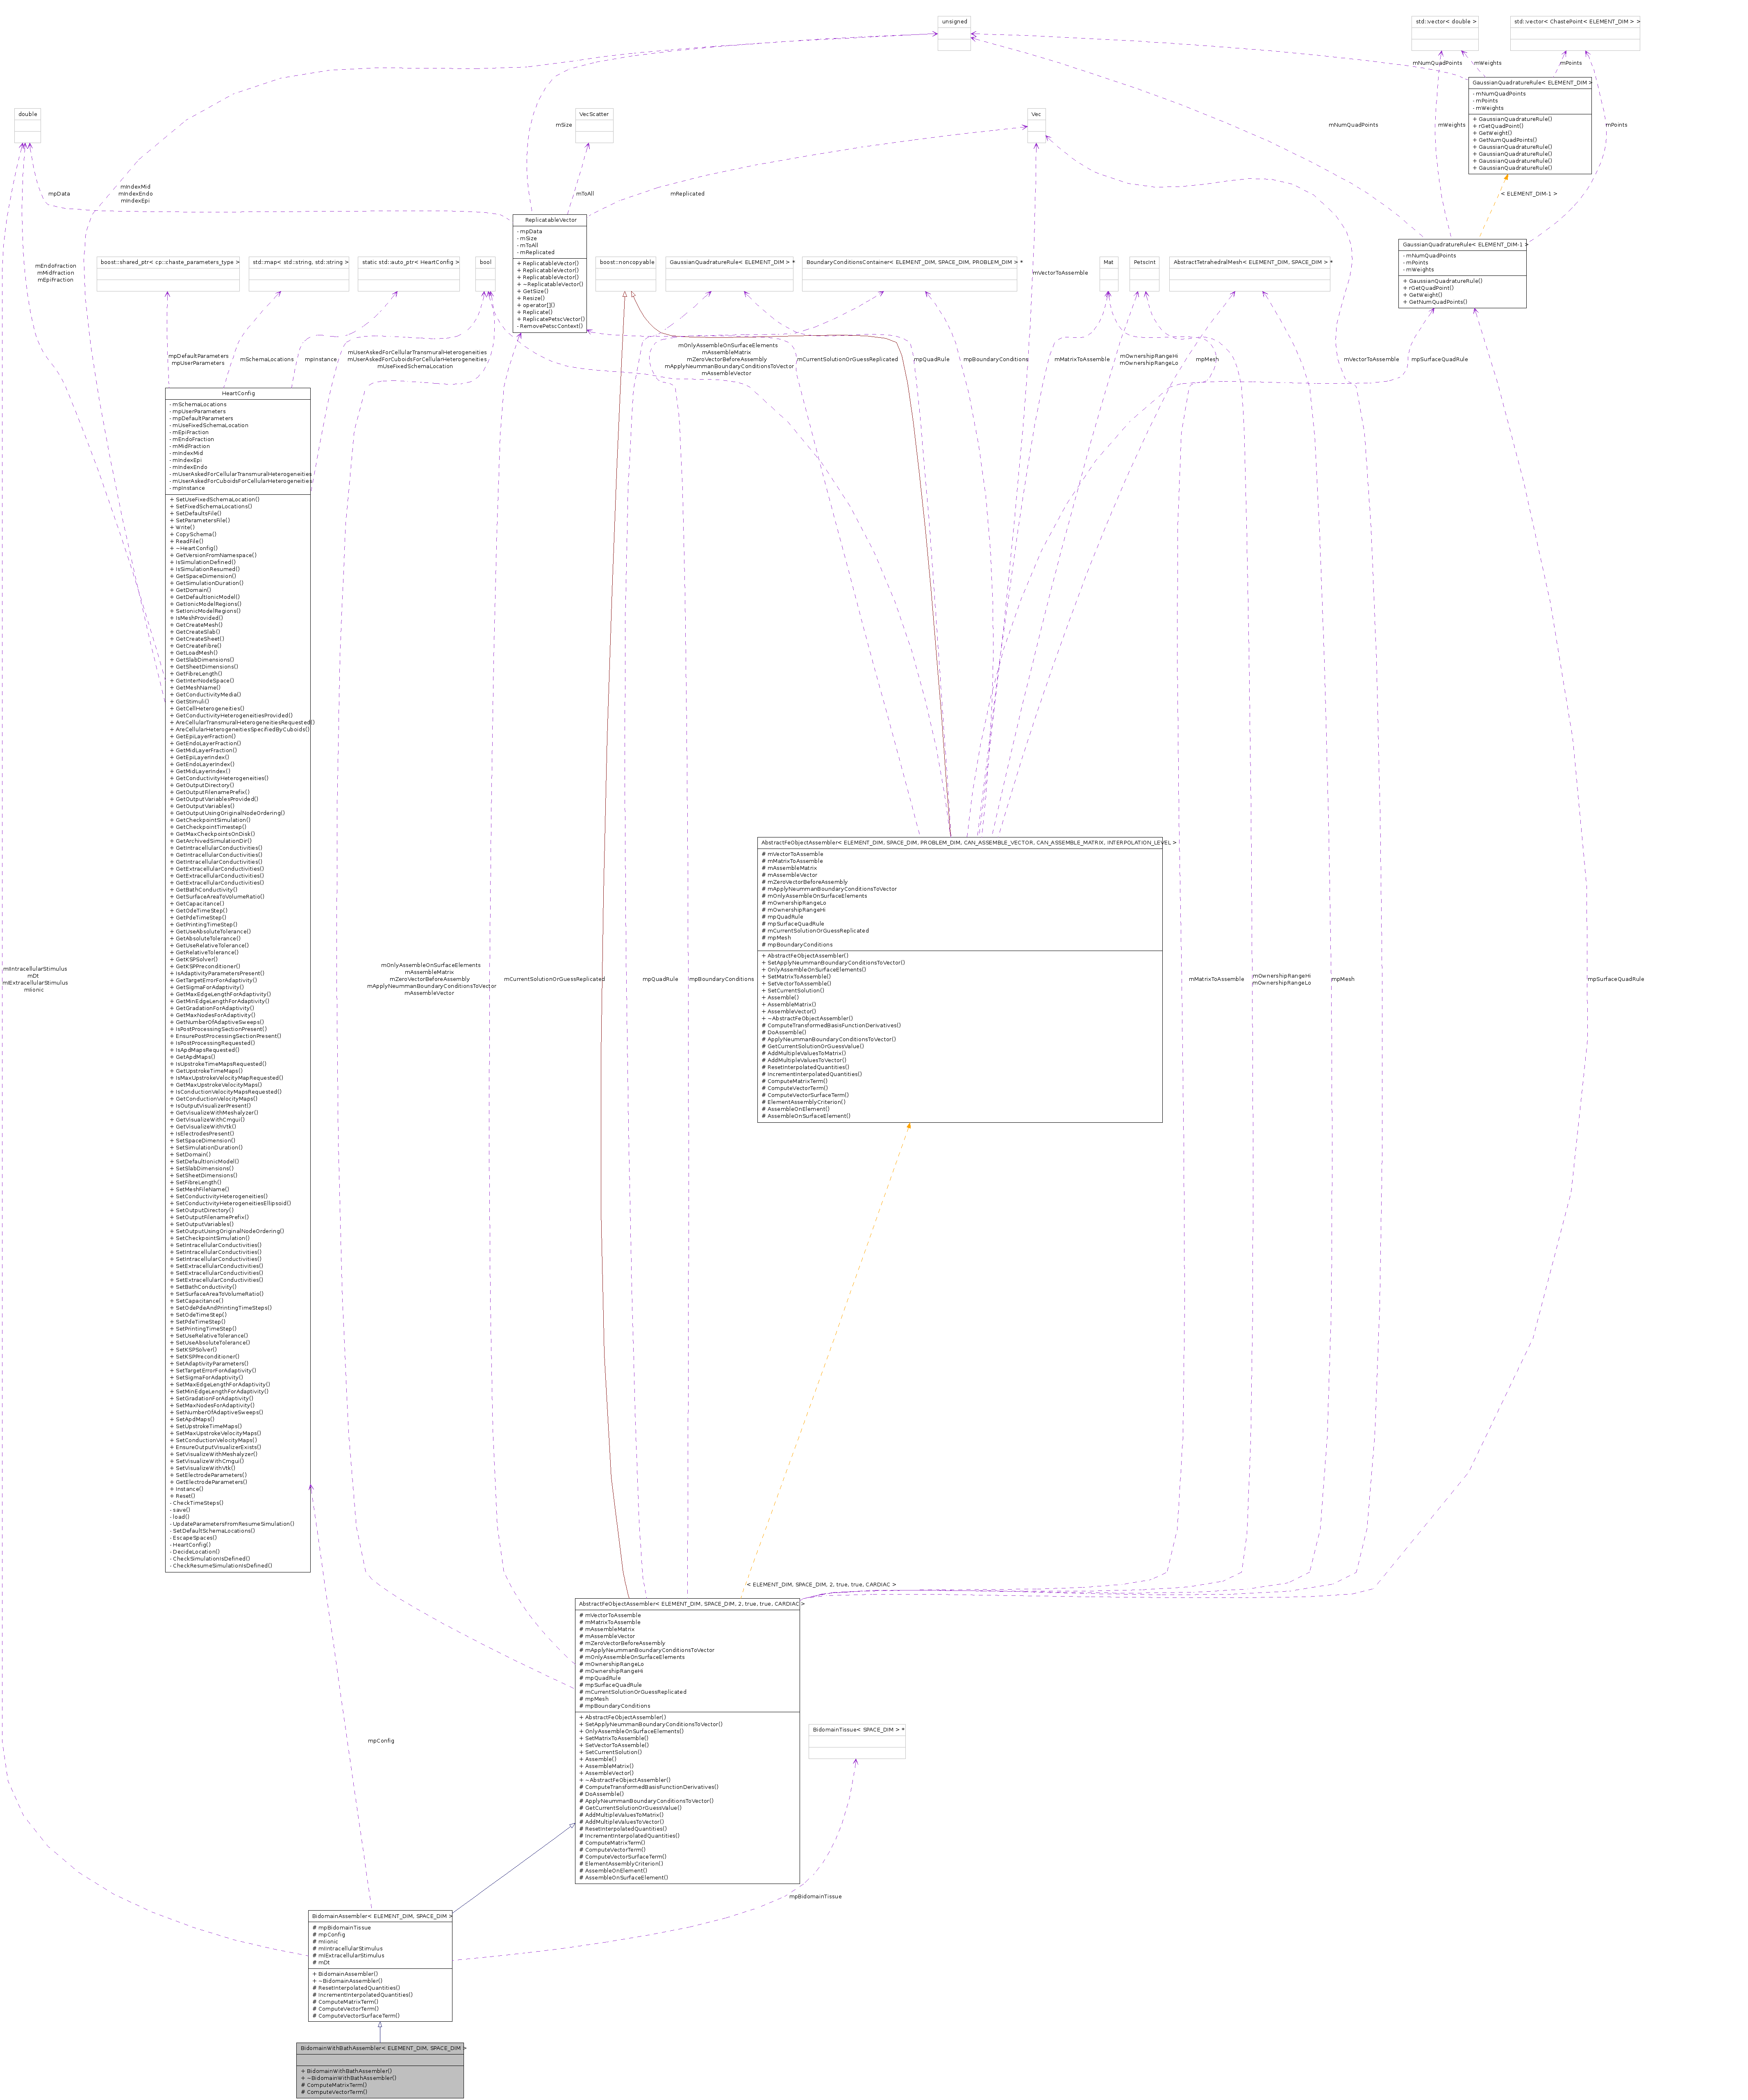 unsigned
std::vector< double >
std::vector< ChastePoint< ELEMENT_DIM > >
mNumQuadPoints
mWeights
mPoints
GaussianQuadratureRule< ELEMENT_DIM >
- mNumQuadPoints
- mPoints
- mWeights
+ GaussianQuadratureRule()
+ rGetQuadPoint()
+ GetWeight()
+ GetNumQuadPoints()
+ GaussianQuadratureRule()
+ GaussianQuadratureRule()
+ GaussianQuadratureRule()
+ GaussianQuadratureRule()
double
VecScatter
Vec
mSize
mNumQuadPoints
mWeights
mPoints
mpData
mIndexMid
mIndexEndo
mIndexEpi
mToAll
mReplicated
< ELEMENT_DIM-1 >
ReplicatableVector
- mpData
- mSize
- mToAll
- mReplicated
+ ReplicatableVector()
+ ReplicatableVector()
+ ReplicatableVector()
+ ~ReplicatableVector()
+ GetSize()
+ Resize()
+ operator[]()
+ Replicate()
+ ReplicatePetscVector()
- RemovePetscContext()
GaussianQuadratureRule< ELEMENT_DIM-1 >
- mNumQuadPoints
- mPoints
- mWeights
+ GaussianQuadratureRule()
+ rGetQuadPoint()
+ GetWeight()
+ GetNumQuadPoints()
mEndoFraction
mMidFraction
mEpiFraction
boost::shared_ptr< cp::chaste_parameters_type >
std::map< std::string, std::string >
static std::auto_ptr< HeartConfig >
bool
boost::noncopyable
GaussianQuadratureRule< ELEMENT_DIM > *
BoundaryConditionsContainer< ELEMENT_DIM, SPACE_DIM, PROBLEM_DIM > *
mVectorToAssemble
Mat
PetscInt
AbstractTetrahedralMesh< ELEMENT_DIM, SPACE_DIM > *
mpDefaultParameters
mpUserParameters
mSchemaLocations
mpInstance
mUserAskedForCellularTransmuralHeterogeneities
mUserAskedForCuboidsForCellularHeterogeneities
mUseFixedSchemaLocation
mOnlyAssembleOnSurfaceElements
mAssembleMatrix
mZeroVectorBeforeAssembly
mApplyNeummanBoundaryConditionsToVector
mAssembleVector
mCurrentSolutionOrGuessReplicated
mpQuadRule
mpBoundaryConditions
mMatrixToAssemble
mOwnershipRangeHi
mOwnershipRangeLo
mpMesh
mVectorToAssemble
mpSurfaceQuadRule
HeartConfig
- mSchemaLocations
- mpUserParameters
- mpDefaultParameters
- mUseFixedSchemaLocation
- mEpiFraction
- mEndoFraction
- mMidFraction
- mIndexMid
- mIndexEpi
- mIndexEndo
- mUserAskedForCellularTransmuralHeterogeneities
- mUserAskedForCuboidsForCellularHeterogeneities
- mpInstance
+ SetUseFixedSchemaLocation()
+ SetFixedSchemaLocations()
+ SetDefaultsFile()
+ SetParametersFile()
+ Write()
+ CopySchema()
+ ReadFile()
+ ~HeartConfig()
+ GetVersionFromNamespace()
+ IsSimulationDefined()
+ IsSimulationResumed()
+ GetSpaceDimension()
+ GetSimulationDuration()
+ GetDomain()
+ GetDefaultIonicModel()
+ GetIonicModelRegions()
+ SetIonicModelRegions()
+ IsMeshProvided()
+ GetCreateMesh()
+ GetCreateSlab()
+ GetCreateSheet()
+ GetCreateFibre()
+ GetLoadMesh()
+ GetSlabDimensions()
+ GetSheetDimensions()
+ GetFibreLength()
+ GetInterNodeSpace()
+ GetMeshName()
+ GetConductivityMedia()
+ GetStimuli()
+ GetCellHeterogeneities()
+ GetConductivityHeterogeneitiesProvided()
+ AreCellularTransmuralHeterogeneitiesRequested()
+ AreCellularHeterogeneitiesSpecifiedByCuboids()
+ GetEpiLayerFraction()
+ GetEndoLayerFraction()
+ GetMidLayerFraction()
+ GetEpiLayerIndex()
+ GetEndoLayerIndex()
+ GetMidLayerIndex()
+ GetConductivityHeterogeneities()
+ GetOutputDirectory()
+ GetOutputFilenamePrefix()
+ GetOutputVariablesProvided()
+ GetOutputVariables()
+ GetOutputUsingOriginalNodeOrdering()
+ GetCheckpointSimulation()
+ GetCheckpointTimestep()
+ GetMaxCheckpointsOnDisk()
+ GetArchivedSimulationDir()
+ GetIntracellularConductivities()
+ GetIntracellularConductivities()
+ GetIntracellularConductivities()
+ GetExtracellularConductivities()
+ GetExtracellularConductivities()
+ GetExtracellularConductivities()
+ GetBathConductivity()
+ GetSurfaceAreaToVolumeRatio()
+ GetCapacitance()
+ GetOdeTimeStep()
+ GetPdeTimeStep()
+ GetPrintingTimeStep()
+ GetUseAbsoluteTolerance()
+ GetAbsoluteTolerance()
+ GetUseRelativeTolerance()
+ GetRelativeTolerance()
+ GetKSPSolver()
+ GetKSPPreconditioner()
+ IsAdaptivityParametersPresent()
+ GetTargetErrorForAdaptivity()
+ GetSigmaForAdaptivity()
+ GetMaxEdgeLengthForAdaptivity()
+ GetMinEdgeLengthForAdaptivity()
+ GetGradationForAdaptivity()
+ GetMaxNodesForAdaptivity()
+ GetNumberOfAdaptiveSweeps()
+ IsPostProcessingSectionPresent()
+ EnsurePostProcessingSectionPresent()
+ IsPostProcessingRequested()
+ IsApdMapsRequested()
+ GetApdMaps()
+ IsUpstrokeTimeMapsRequested()
+ GetUpstrokeTimeMaps()
+ IsMaxUpstrokeVelocityMapRequested()
+ GetMaxUpstrokeVelocityMaps()
+ IsConductionVelocityMapsRequested()
+ GetConductionVelocityMaps()
+ IsOutputVisualizerPresent()
+ GetVisualizeWithMeshalyzer()
+ GetVisualizeWithCmgui()
+ GetVisualizeWithVtk()
+ IsElectrodesPresent()
+ SetSpaceDimension()
+ SetSimulationDuration()
+ SetDomain()
+ SetDefaultIonicModel()
+ SetSlabDimensions()
+ SetSheetDimensions()
+ SetFibreLength()
+ SetMeshFileName()
+ SetConductivityHeterogeneities()
+ SetConductivityHeterogeneitiesEllipsoid()
+ SetOutputDirectory()
+ SetOutputFilenamePrefix()
+ SetOutputVariables()
+ SetOutputUsingOriginalNodeOrdering()
+ SetCheckpointSimulation()
+ SetIntracellularConductivities()
+ SetIntracellularConductivities()
+ SetIntracellularConductivities()
+ SetExtracellularConductivities()
+ SetExtracellularConductivities()
+ SetExtracellularConductivities()
+ SetBathConductivity()
+ SetSurfaceAreaToVolumeRatio()
+ SetCapacitance()
+ SetOdePdeAndPrintingTimeSteps()
+ SetOdeTimeStep()
+ SetPdeTimeStep()
+ SetPrintingTimeStep()
+ SetUseRelativeTolerance()
+ SetUseAbsoluteTolerance()
+ SetKSPSolver()
+ SetKSPPreconditioner()
+ SetAdaptivityParameters()
+ SetTargetErrorForAdaptivity()
+ SetSigmaForAdaptivity()
+ SetMaxEdgeLengthForAdaptivity()
+ SetMinEdgeLengthForAdaptivity()
+ SetGradationForAdaptivity()
+ SetMaxNodesForAdaptivity()
+ SetNumberOfAdaptiveSweeps()
+ SetApdMaps()
+ SetUpstrokeTimeMaps()
+ SetMaxUpstrokeVelocityMaps()
+ SetConductionVelocityMaps()
+ EnsureOutputVisualizerExists()
+ SetVisualizeWithMeshalyzer()
+ SetVisualizeWithCmgui()
+ SetVisualizeWithVtk()
+ SetElectrodeParameters()
+ GetElectrodeParameters()
+ Instance()
+ Reset()
- CheckTimeSteps()
- save()
- load()
- UpdateParametersFromResumeSimulation()
- SetDefaultSchemaLocations()
- EscapeSpaces()
- HeartConfig()
- DecideLocation()
- CheckSimulationIsDefined()
- CheckResumeSimulationIsDefined()
AbstractFeObjectAssembler< ELEMENT_DIM, SPACE_DIM, PROBLEM_DIM, CAN_ASSEMBLE_VECTOR, CAN_ASSEMBLE_MATRIX, INTERPOLATION_LEVEL >
# mVectorToAssemble
# mMatrixToAssemble
# mAssembleMatrix
# mAssembleVector
# mZeroVectorBeforeAssembly
# mApplyNeummanBoundaryConditionsToVector
# mOnlyAssembleOnSurfaceElements
# mOwnershipRangeLo
# mOwnershipRangeHi
# mpQuadRule
# mpSurfaceQuadRule
# mCurrentSolutionOrGuessReplicated
# mpMesh
# mpBoundaryConditions
+ AbstractFeObjectAssembler()
+ SetApplyNeummanBoundaryConditionsToVector()
+ OnlyAssembleOnSurfaceElements()
+ SetMatrixToAssemble()
+ SetVectorToAssemble()
+ SetCurrentSolution()
+ Assemble()
+ AssembleMatrix()
+ AssembleVector()
+ ~AbstractFeObjectAssembler()
# ComputeTransformedBasisFunctionDerivatives()
# DoAssemble()
# ApplyNeummanBoundaryConditionsToVector()
# GetCurrentSolutionOrGuessValue()
# AddMultipleValuesToMatrix()
# AddMultipleValuesToVector()
# ResetInterpolatedQuantities()
# IncrementInterpolatedQuantities()
# ComputeMatrixTerm()
# ComputeVectorTerm()
# ComputeVectorSurfaceTerm()
# ElementAssemblyCriterion()
# AssembleOnElement()
# AssembleOnSurfaceElement()
mIIntracellularStimulus
mDt
mIExtracellularStimulus
mIionic
mOnlyAssembleOnSurfaceElements
mAssembleMatrix
mZeroVectorBeforeAssembly
mApplyNeummanBoundaryConditionsToVector
mAssembleVector
mCurrentSolutionOrGuessReplicated
mpQuadRule
mpBoundaryConditions
mMatrixToAssemble
mOwnershipRangeHi
mOwnershipRangeLo
mpMesh
mpSurfaceQuadRule
< ELEMENT_DIM, SPACE_DIM, 2, true, true, CARDIAC >
AbstractFeObjectAssembler< ELEMENT_DIM, SPACE_DIM, 2, true, true, CARDIAC >
# mVectorToAssemble
# mMatrixToAssemble
# mAssembleMatrix
# mAssembleVector
# mZeroVectorBeforeAssembly
# mApplyNeummanBoundaryConditionsToVector
# mOnlyAssembleOnSurfaceElements
# mOwnershipRangeLo
# mOwnershipRangeHi
# mpQuadRule
# mpSurfaceQuadRule
# mCurrentSolutionOrGuessReplicated
# mpMesh
# mpBoundaryConditions
+ AbstractFeObjectAssembler()
+ SetApplyNeummanBoundaryConditionsToVector()
+ OnlyAssembleOnSurfaceElements()
+ SetMatrixToAssemble()
+ SetVectorToAssemble()
+ SetCurrentSolution()
+ Assemble()
+ AssembleMatrix()
+ AssembleVector()
+ ~AbstractFeObjectAssembler()
# ComputeTransformedBasisFunctionDerivatives()
# DoAssemble()
# ApplyNeummanBoundaryConditionsToVector()
# GetCurrentSolutionOrGuessValue()
# AddMultipleValuesToMatrix()
# AddMultipleValuesToVector()
# ResetInterpolatedQuantities()
# IncrementInterpolatedQuantities()
# ComputeMatrixTerm()
# ComputeVectorTerm()
# ComputeVectorSurfaceTerm()
# ElementAssemblyCriterion()
# AssembleOnElement()
# AssembleOnSurfaceElement()
BidomainTissue< SPACE_DIM > *
mpConfig
mpBidomainTissue
BidomainAssembler< ELEMENT_DIM, SPACE_DIM >
# mpBidomainTissue
# mpConfig
# mIionic
# mIIntracellularStimulus
# mIExtracellularStimulus
# mDt
+ BidomainAssembler()
+ ~BidomainAssembler()
# ResetInterpolatedQuantities()
# IncrementInterpolatedQuantities()
# ComputeMatrixTerm()
# ComputeVectorTerm()
# ComputeVectorSurfaceTerm()
BidomainWithBathAssembler< ELEMENT_DIM, SPACE_DIM >
+ BidomainWithBathAssembler()
+ ~BidomainWithBathAssembler()
# ComputeMatrixTerm()
# ComputeVectorTerm()